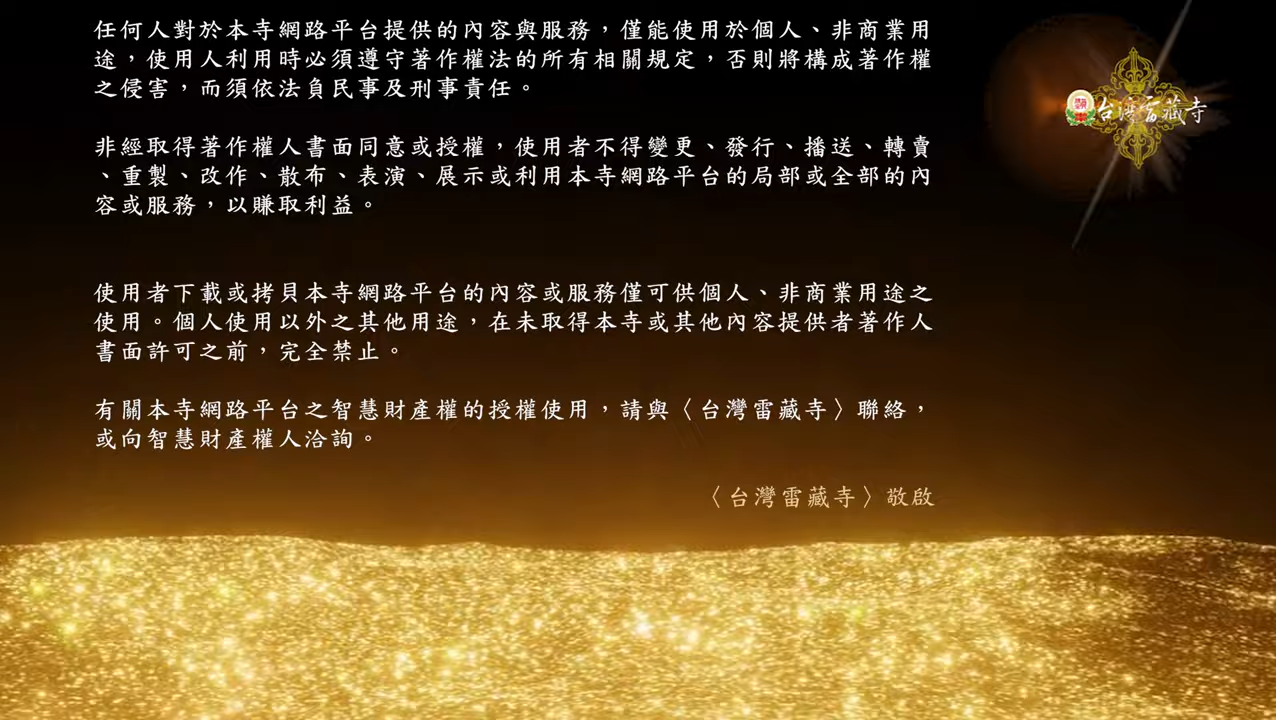 任何人對於本寺網路平台提供的內容與服務，僅能使用於個人、非商業用
途，使用人利用時必須遵守著作權法的所有相關規定，否則將構成著作權
之侵害，而須依法負民事及刑事責任。
台灣雷藏寺
非經取得著作權人書面同意或授權，使用者不得變更、發行、播送、轉賣
、重製、改作、散布、表演、展示或利用本寺網路平台的局部或全部的內
容或服務，以賺取利益。
使用者下載或拷貝本寺網路平台的內容或服務僅可供個人、非商業用途之
使用。個人使用以外之其他用途，在未取得本寺或其他內容提供者著作人
書面許可之前，完全禁止。
有關本寺網路平台之智慧財產權的授權使用，請與〈台灣雷藏寺〉聯絡，
或向智慧財產權人洽詢。
〈台灣雷藏寺〉敬啟